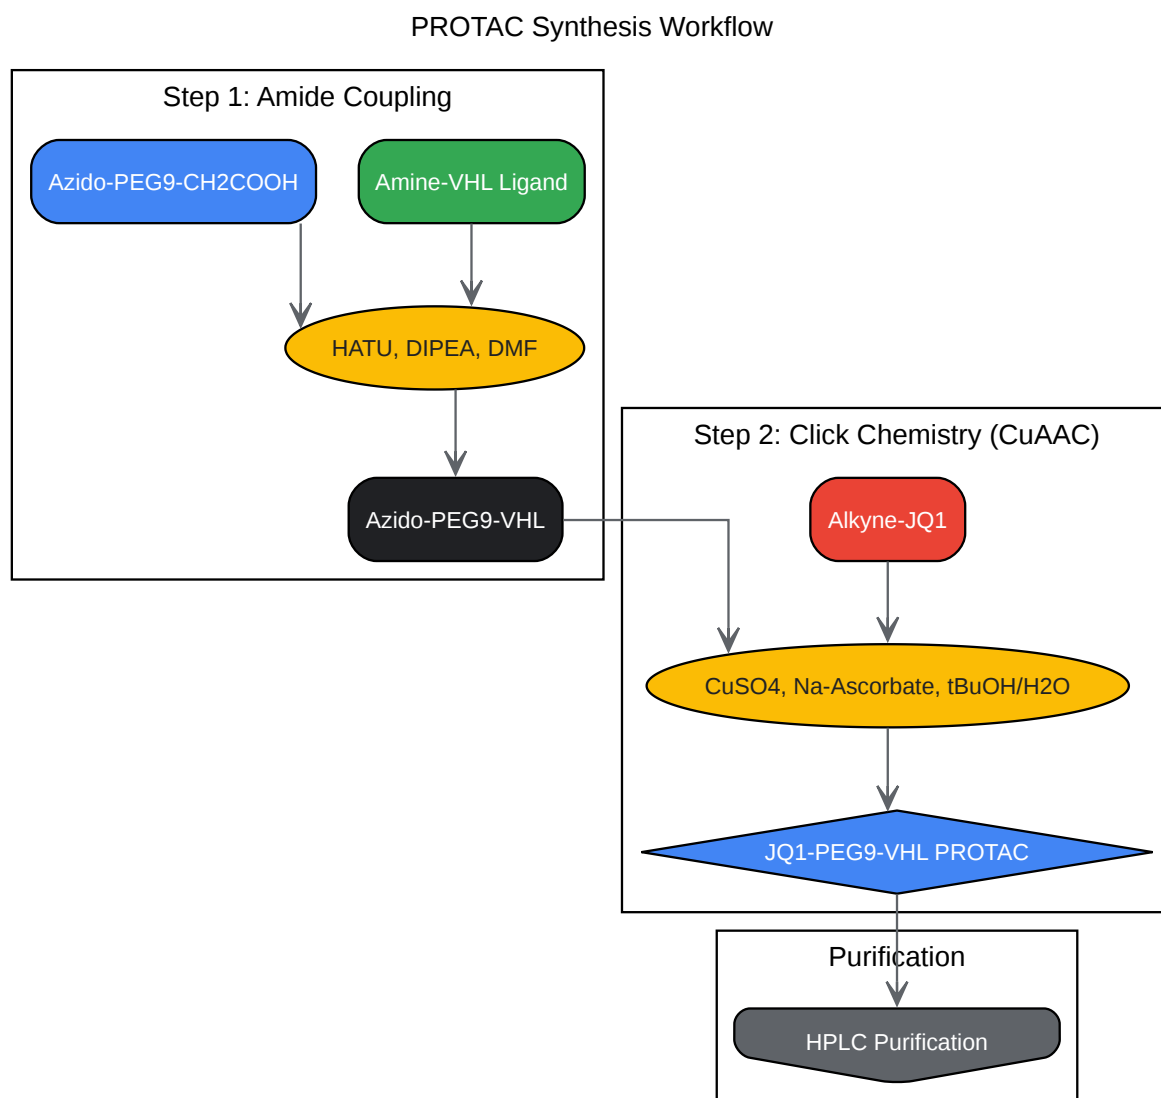 PROTAC Synthesis Workflow
Step 1: Amide Coupling
Azido-PEG9-CH2COOH
Amine-VHL Ligand
HATU, DIPEA, DMF
Azido-PEG9-VHL
Step 2: Click Chemistry (CuAAC)
Alkyne-JQ1
CuSO4, Na-Ascorbate, tBuOH/H2O
JQ1-PEG9-VHL PROTAC
Purification
HPLC Purification